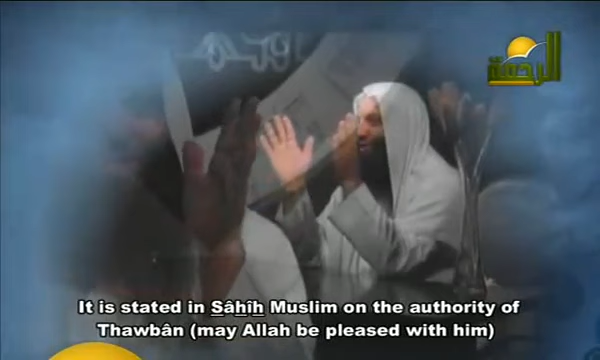 الرحمة
It is stated in Sâhîh Muslim on the authority of
Thawbân (may Allah be pleased with him)